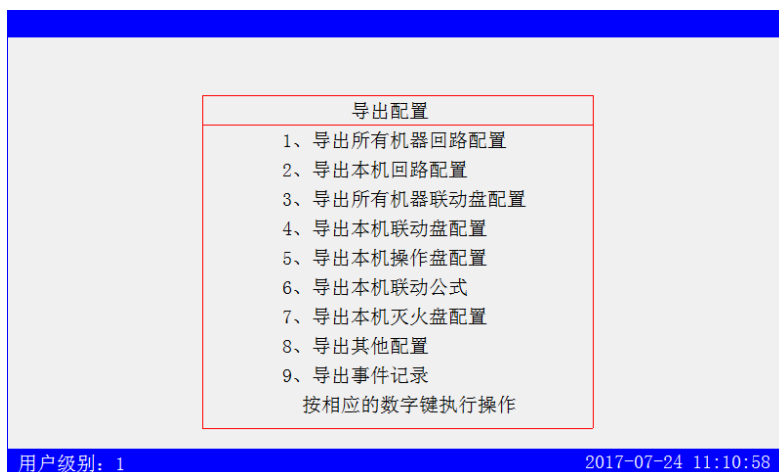 导出配置
1、导出所有机器回路配置
2、导出本机回路配置
3、导出所有机器联动盘配置
4、导出本机联动盘配置
5、导出本机操作盘配置
6、导出本机联动公式
7、导出本机灭火盘配置
8、导出其他配置
9、导出事件记录
按相应的数字键执行操作
用户级别：1 2017-07-24 11:10:58